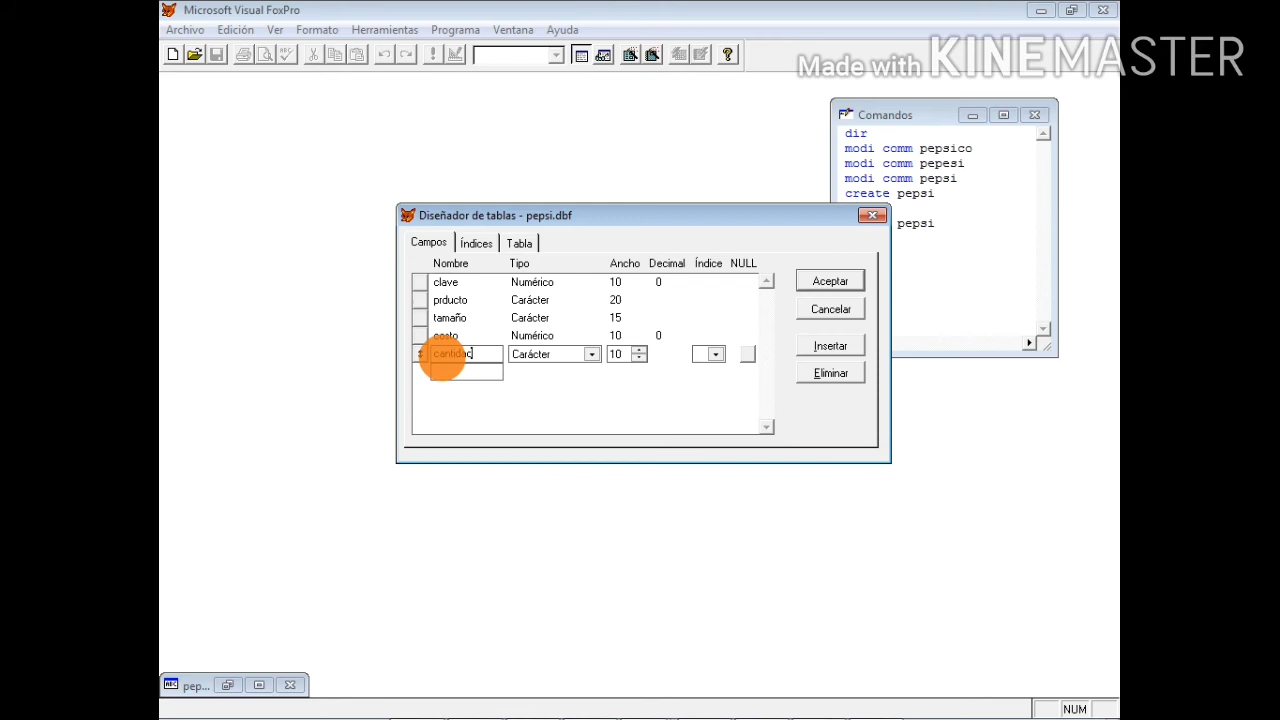 Microsoft Visual FoxPro
Archivo Edición Ver Formato Herramientas Programa Ventana Ayuda
Made with KINEMASTER
Comandos
dir
modi comm pepsico
modi comm pepesi
modi comm pepsi
create pepsi
pepsi
Diseñador de tablas - pepsi.dbf
Campos Índices Tabla
Nombre Tipo Ancho Decimal Índice NULL
clave Numérico 10 0
prducto Carácter 20
tamaño Carácter 15
costo Numérico 10 0
cantidac Carácter 10
Aceptar
Cancelar
Insertar
Eliminar
pep...
NUM